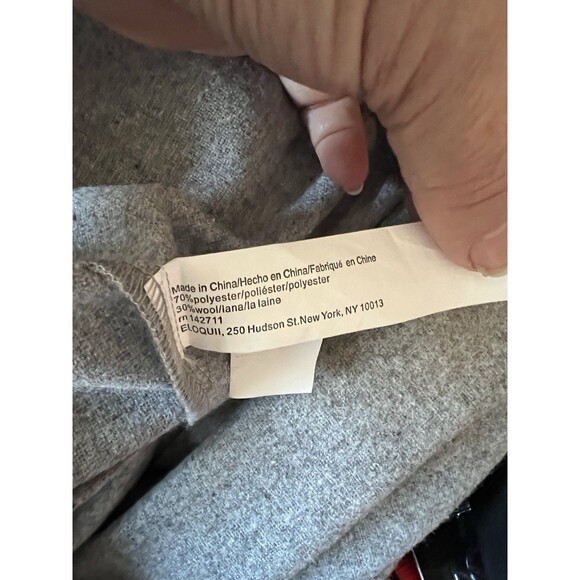 Made in China/Hecho en China/Fabriqué en Chine
70%polyester/poliéster/polyester
30%wool/lana/la laine
rn 142711
ELOQUII, 250 Hudson St.New York, NY 10013